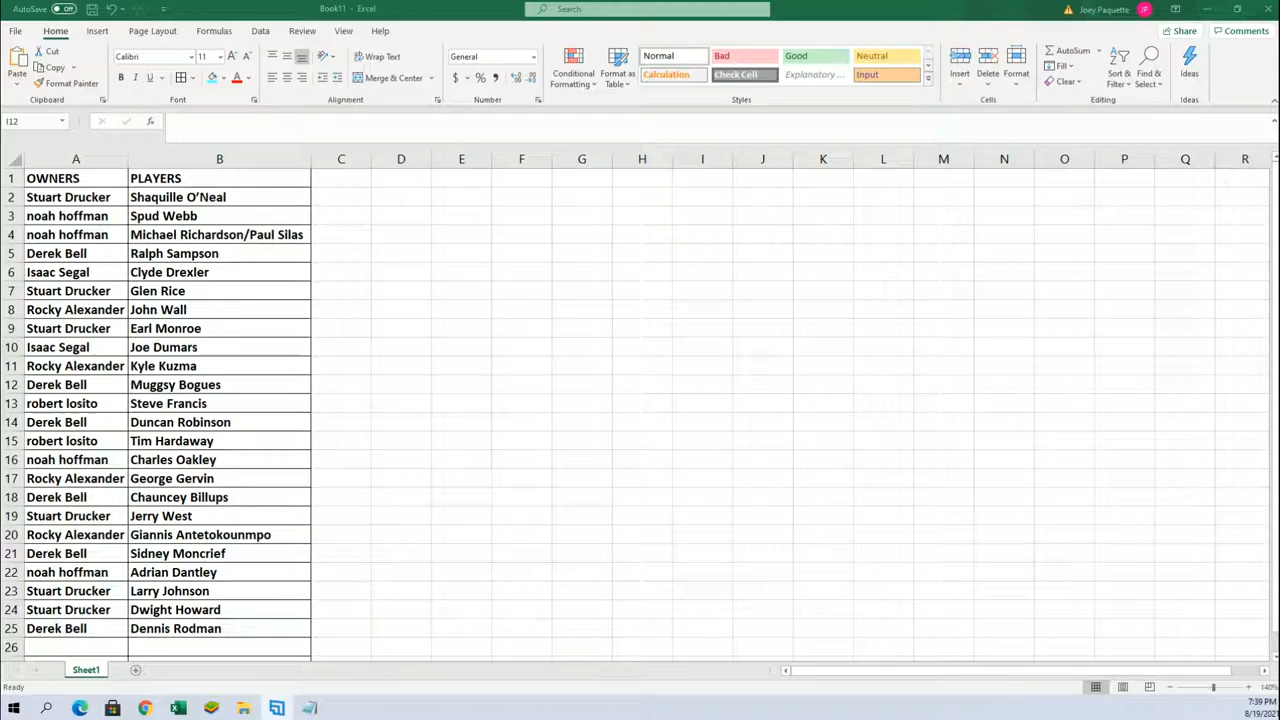 AutoSave Off Book11 - Excel Search Joey Paquette JP
File Home Insert Page Layout Formulas Data Review View Help Share Comments
Cut Calibri 11 Wrap Text General Normal Bad Good Neutral AutoSum
Paste Copy Fill
Format Painter B I U Merge & Center $ % Conditional Formatting Format as Table Calculation Check Cell Explanatory ... Input Insert Delete Format Clear Sort & Filter Find & Select Ideas
Clipboard Font Alignment Number Styles Cells Editing Ideas
I12 fx
A B C D E F G H I J K L M N O P Q R
1 OWNERS PLAYERS
2 Stuart Drucker Shaquille O’Neal
3 noah hoffman Spud Webb
4 noah hoffman Michael Richardson/Paul Silas
5 Derek Bell Ralph Sampson
6 Isaac Segal Clyde Drexler
7 Stuart Drucker Glen Rice
8 Rocky Alexander John Wall
9 Stuart Drucker Earl Monroe
10 Isaac Segal Joe Dumars
11 Rocky Alexander Kyle Kuzma
12 Derek Bell Muggsy Bogues
13 robert losito Steve Francis
14 Derek Bell Duncan Robinson
15 robert losito Tim Hardaway
16 noah hoffman Charles Oakley
17 Rocky Alexander George Gervin
18 Derek Bell Chauncey Billups
19 Stuart Drucker Jerry West
20 Rocky Alexander Giannis Antetokounmpo
21 Derek Bell Sidney Moncrief
22 noah hoffman Adrian Dantley
23 Stuart Drucker Larry Johnson
24 Stuart Drucker Dwight Howard
25 Derek Bell Dennis Rodman
26
Sheet1
Ready 140%
7:39 PM
8/19/202